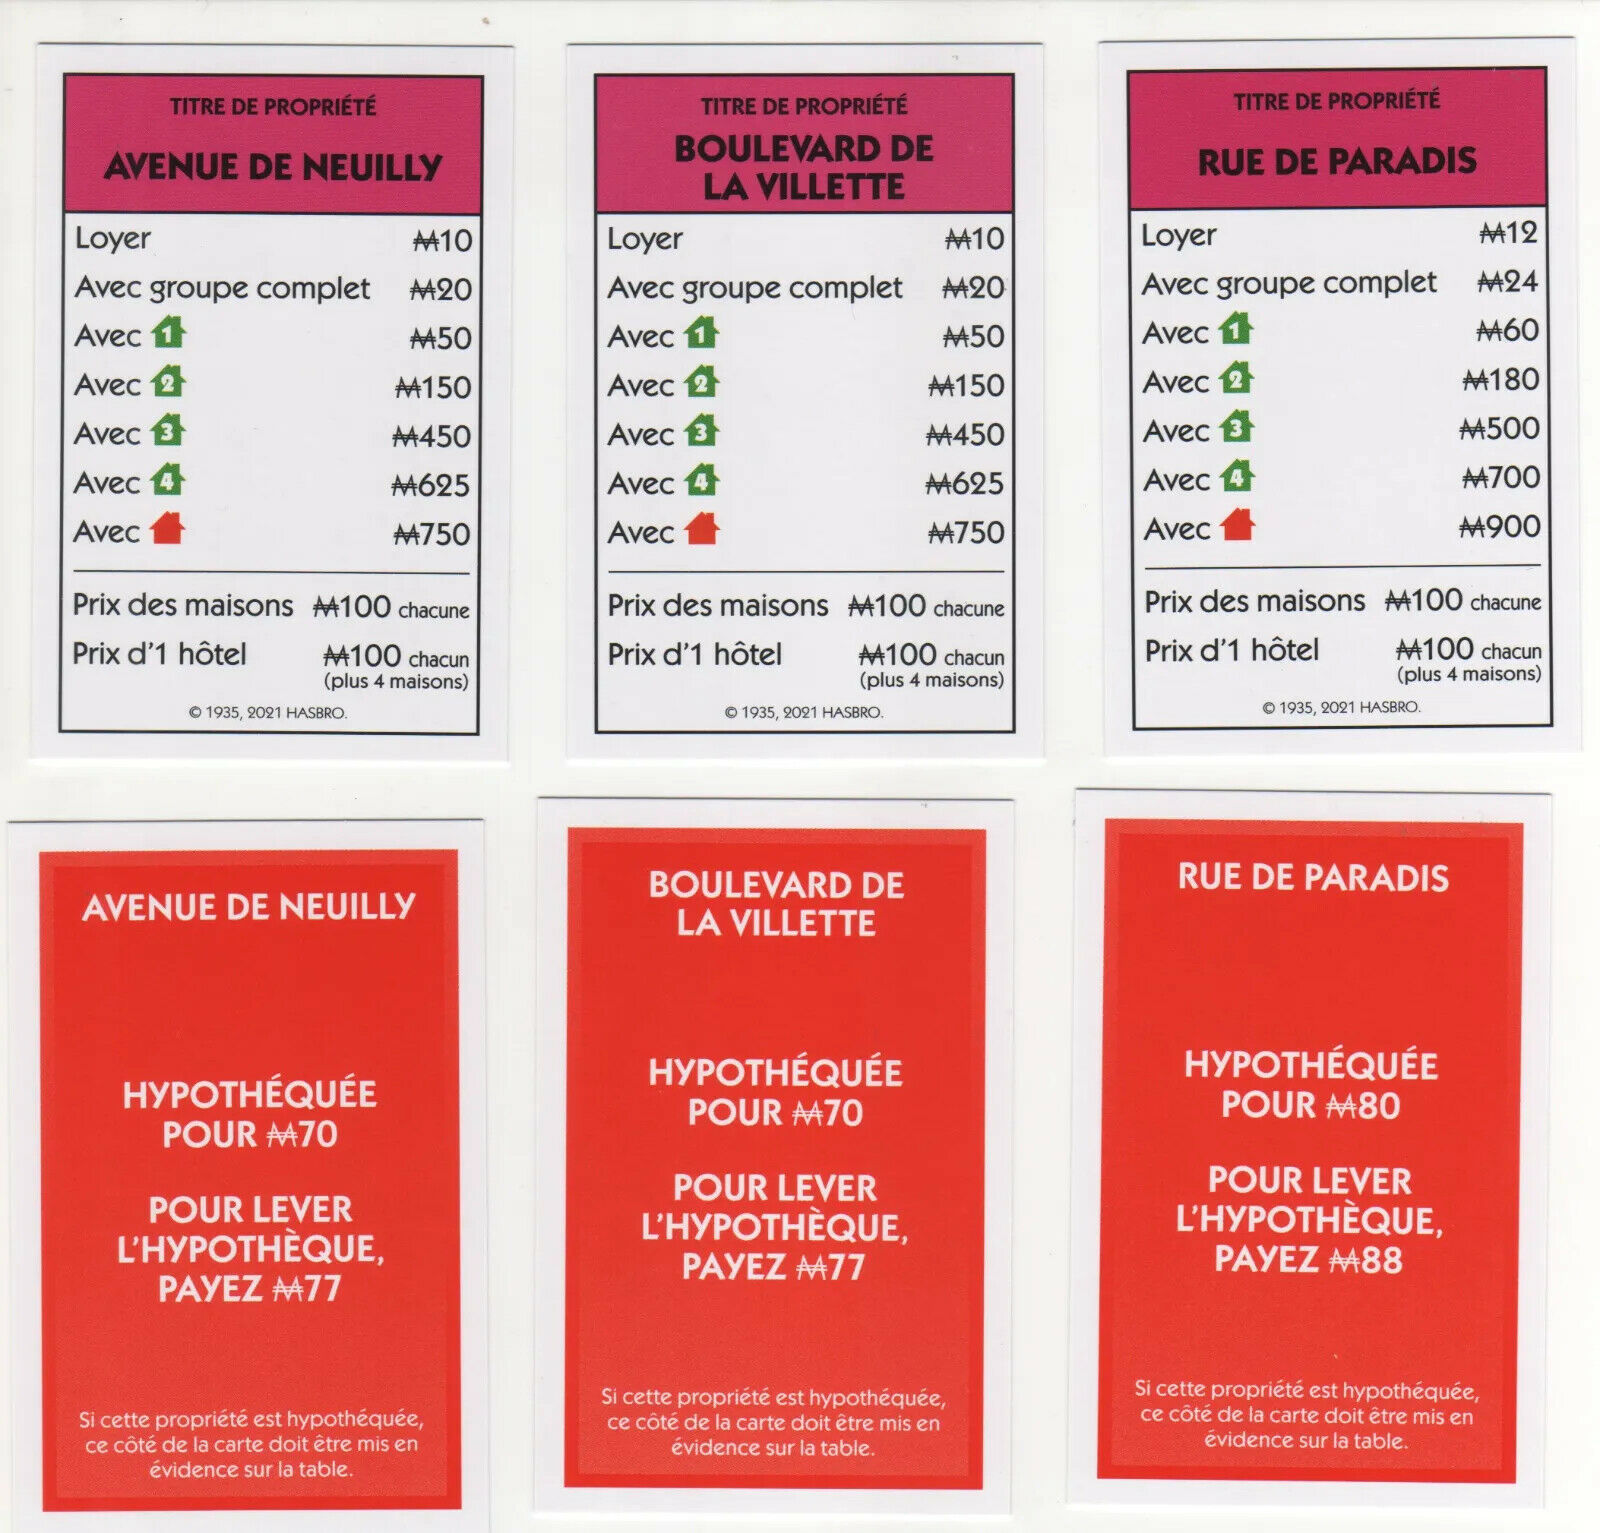 TITRE DE PROPRIÉTÉ
AVENUE DE NEUILLY
Loyer ₩10
Avec groupe complet ₩20
Avec 1 ₩50
Avec 2 ₩150
Avec 3 ₩450
Avec 4 ₩625
Avec ₩750
Prix des maisons ₩100 chacune
Prix d'1 hôtel ₩100 chacun
(plus 4 maisons)
© 1935, 2021 HASBRO.
TITRE DE PROPRIÉTÉ
BOULEVARD DE
LA VILLETTE
Loyer ₩10
Avec groupe complet ₩20
Avec 1 ₩50
Avec 2 ₩150
Avec 3 ₩450
Avec 4 ₩625
Avec ₩750
Prix des maisons ₩100 chacune
Prix d'1 hôtel ₩100 chacun
(plus 4 maisons)
© 1935, 2021 HASBRO.
TITRE DE PROPRIÉTÉ
RUE DE PARADIS
Loyer ₩12
Avec groupe complet ₩24
Avec 1 ₩60
Avec 2 ₩180
Avec 3 ₩500
Avec 4 ₩700
Avec ₩900
Prix des maisons ₩100 chacune
Prix d'1 hôtel ₩100 chacun
(plus 4 maisons)
© 1935, 2021 HASBRO.
AVENUE DE NEUILLY
HYPOTHÉQUÉE
POUR ₩70
POUR LEVER
L'HYPOTHÈQUE,
PAYEZ ₩77
Si cette propriété est hypothéquée,
ce côté de la carte doit être mis en
évidence sur la table.
BOULEVARD DE
LA VILLETTE
HYPOTHÉQUÉE
POUR ₩70
POUR LEVER
L'HYPOTHÈQUE,
PAYEZ ₩77
Si cette propriété est hypothéquée,
ce côté de la carte doit être mis en
évidence sur la table.
RUE DE PARADIS
HYPOTHÉQUÉE
POUR ₩80
POUR LEVER
L'HYPOTHÈQUE,
PAYEZ ₩88
Si cette propriété est hypothéquée,
ce côté de la carte doit être mis en
évidence sur la table.